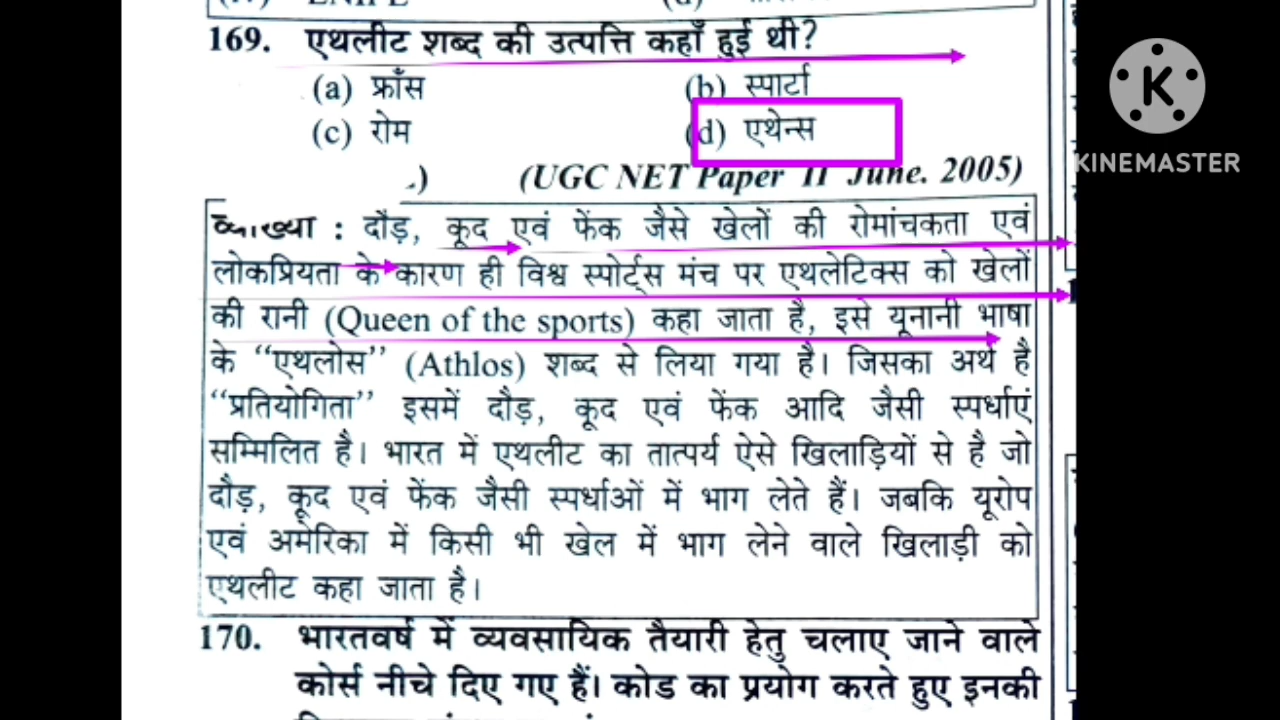 169. एथलीट शब्द की उत्पत्ति कहाँ हुई थी?
(a) फ्राँस (b) स्पार्टा
(c) रोम (d) एथेन्स
(UGC NET Paper II June. 2005)
व्याख्या : दौड़, कूद एवं फेंक जैसे खेलों की रोमांचकता एवं
लोकप्रियता के कारण ही विश्व स्पोर्ट्स मंच पर एथलेटिक्स को खेलों
की रानी (Queen of the sports) कहा जाता है, इसे यूनानी भाषा
के “एथलोस” (Athlos) शब्द से लिया गया है। जिसका अर्थ है
“प्रतियोगिता” इसमें दौड़, कूद एवं फेंक आदि जैसी स्पर्धाएं
सम्मिलित है। भारत में एथलीट का तात्पर्य ऐसे खिलाड़ियों से है जो
दौड़, कूद एवं फेंक जैसी स्पर्धाओं में भाग लेते हैं। जबकि यूरोप
एवं अमेरिका में किसी भी खेल में भाग लेने वाले खिलाड़ी को
एथलीट कहा जाता है।
170. भारतवर्ष में व्यवसायिक तैयारी हेतु चलाए जाने वाले
कोर्स नीचे दिए गए हैं। कोड का प्रयोग करते हुए इनकी
K
KINEMASTER